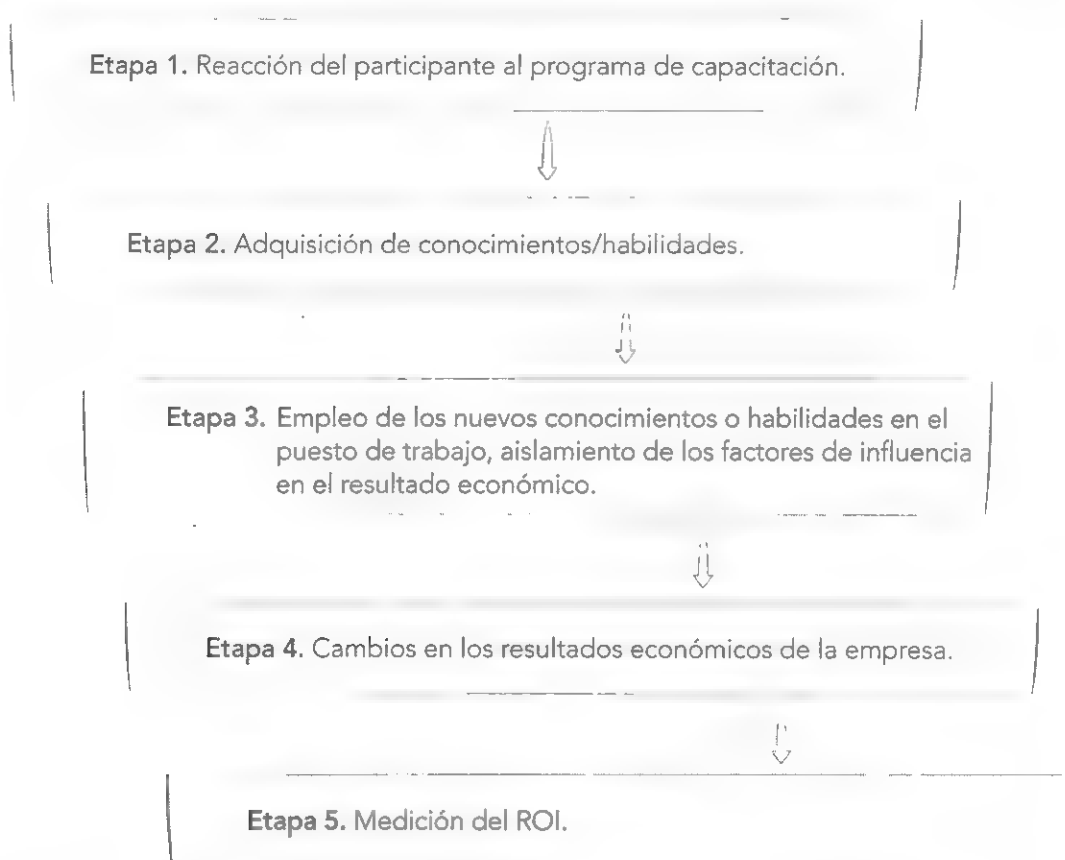 Etapa 1. Reacción del participante al programa de capacitación.
Etapa 2. Adquisición de conocimientos/habilidades.
Etapa 3. Empleo de los nuevos conocimientos o habilidades en el
puesto de trabajo, aislamiento de los factores de influencia
en el resultado económico.
Etapa 4. Cambios en los resultados económicos de la empresa.
Etapa 5. Medición del ROI.